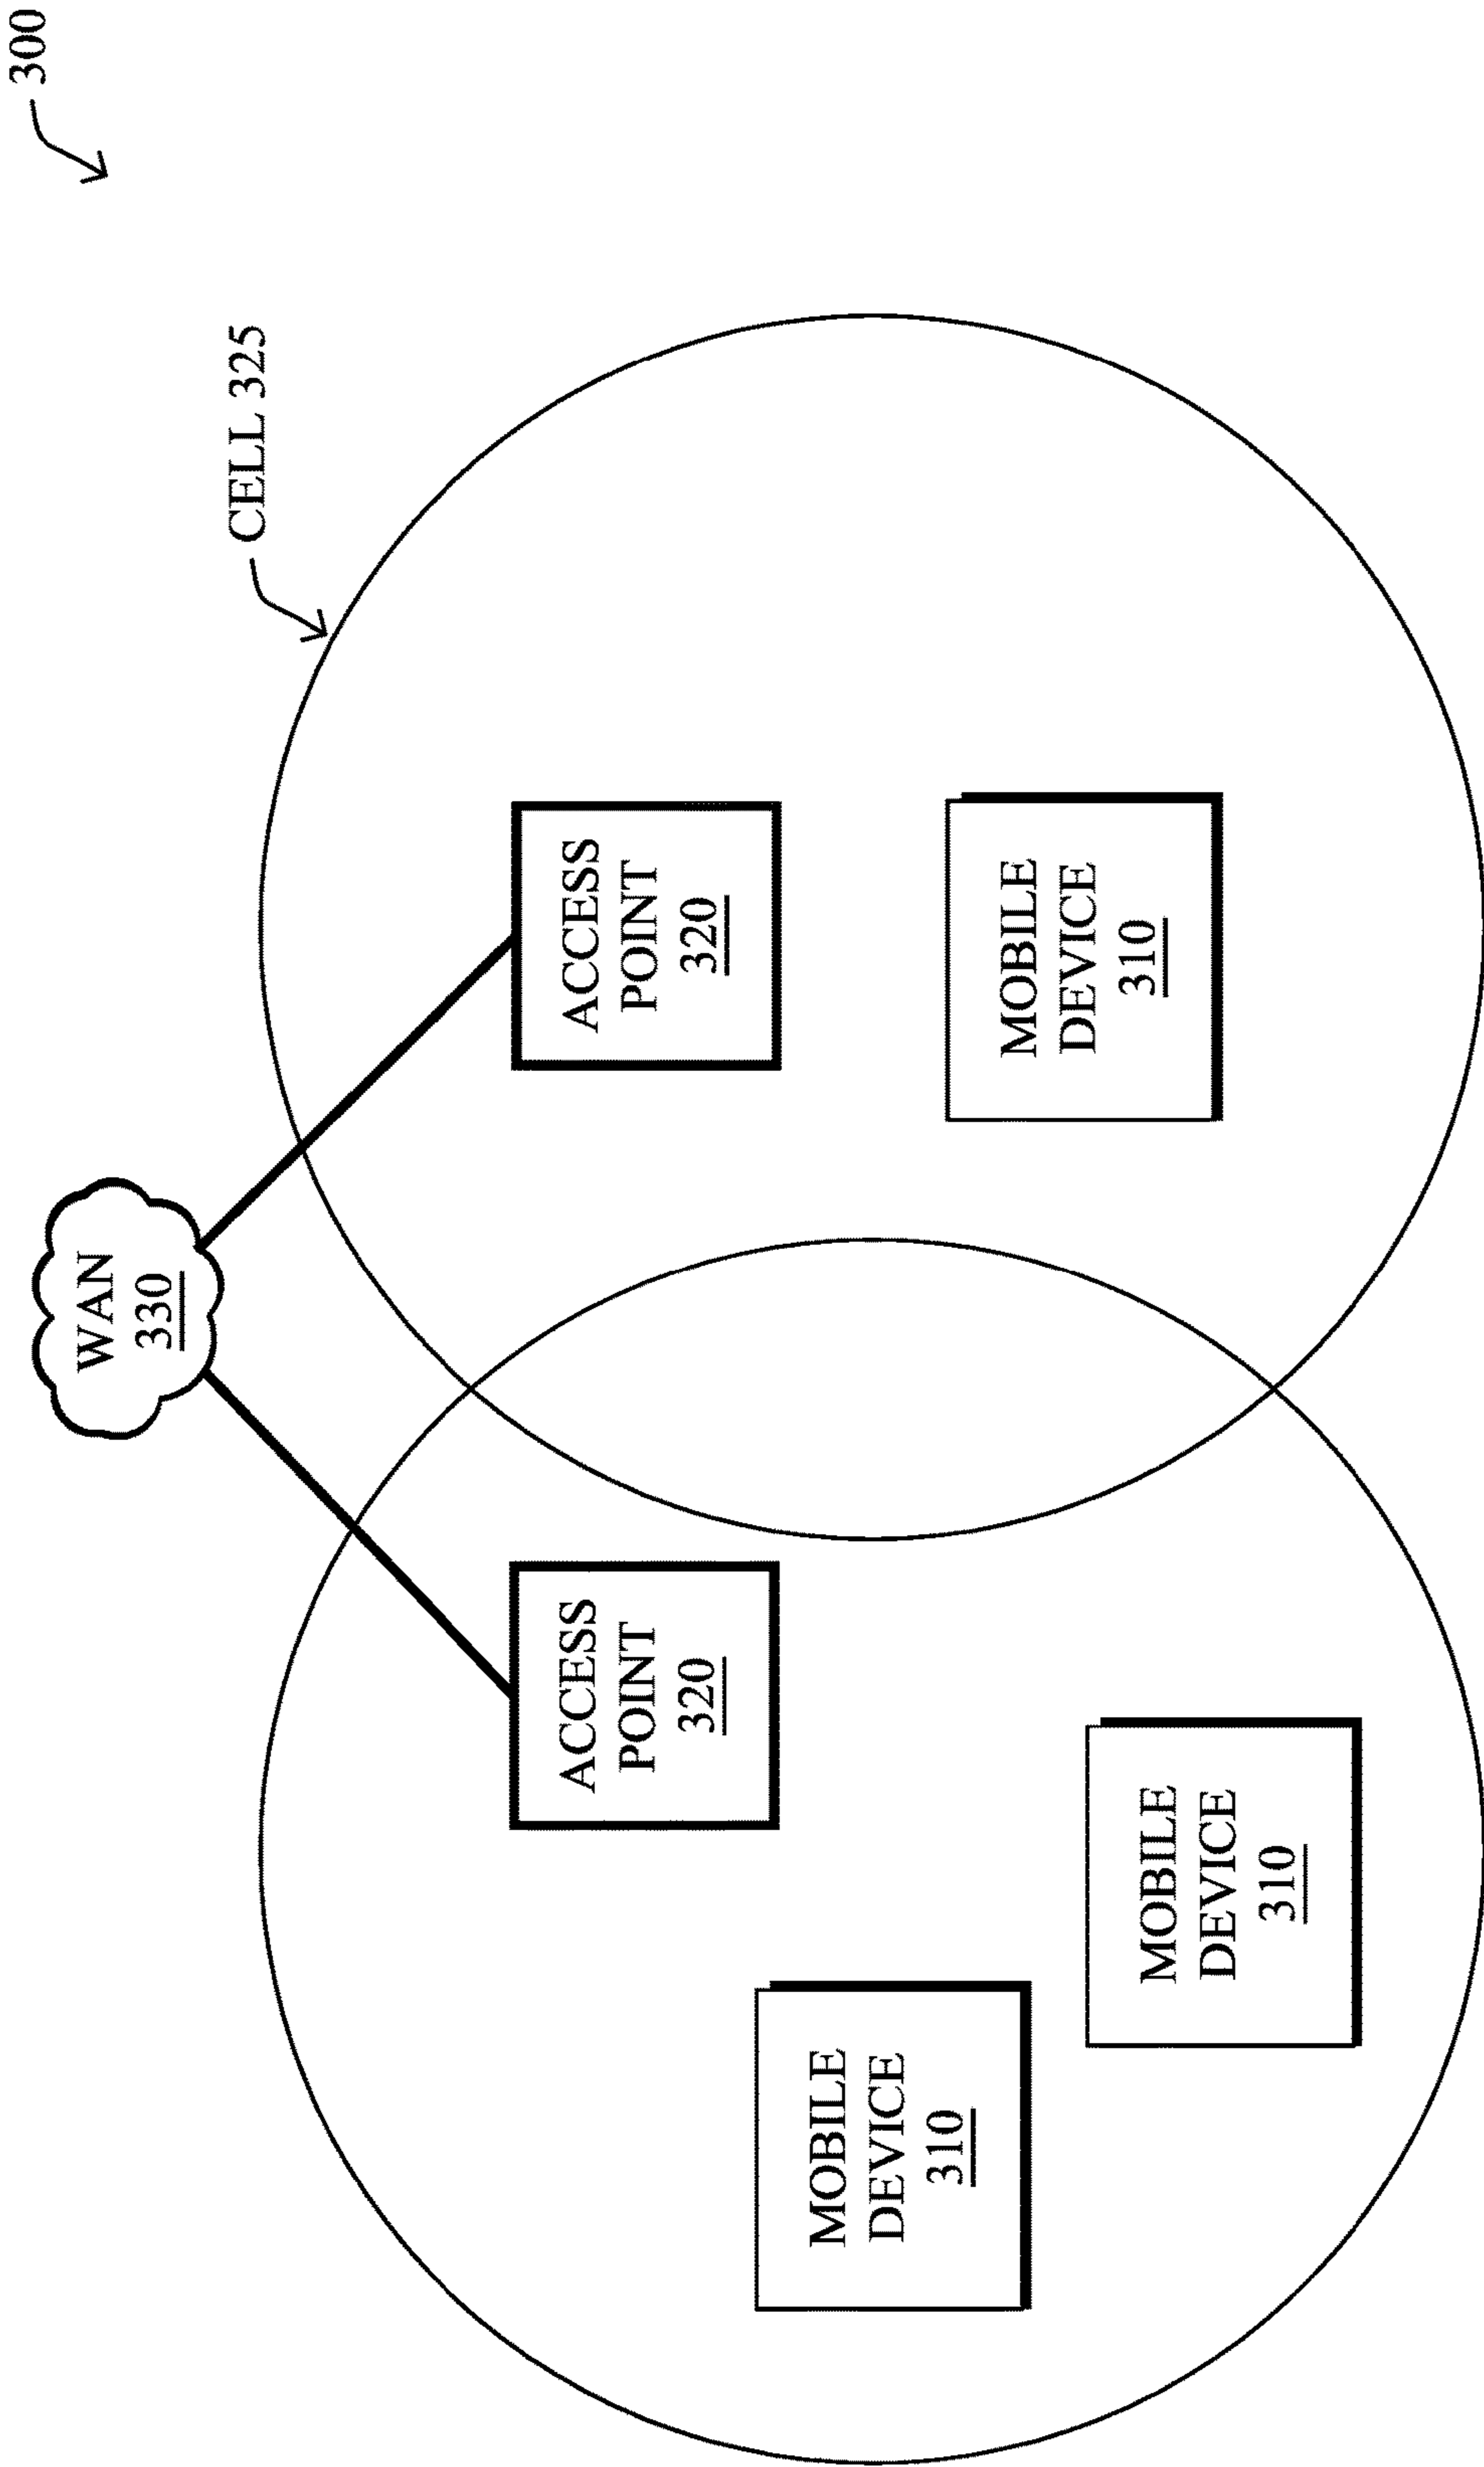 300
CELL 325
WAN
330
ACCESS
POINT
320
ACCESS
POINT
320
MOBILE
DEVICE
310
MOBILE
DEVICE
310
MOBILE
DEVICE
310